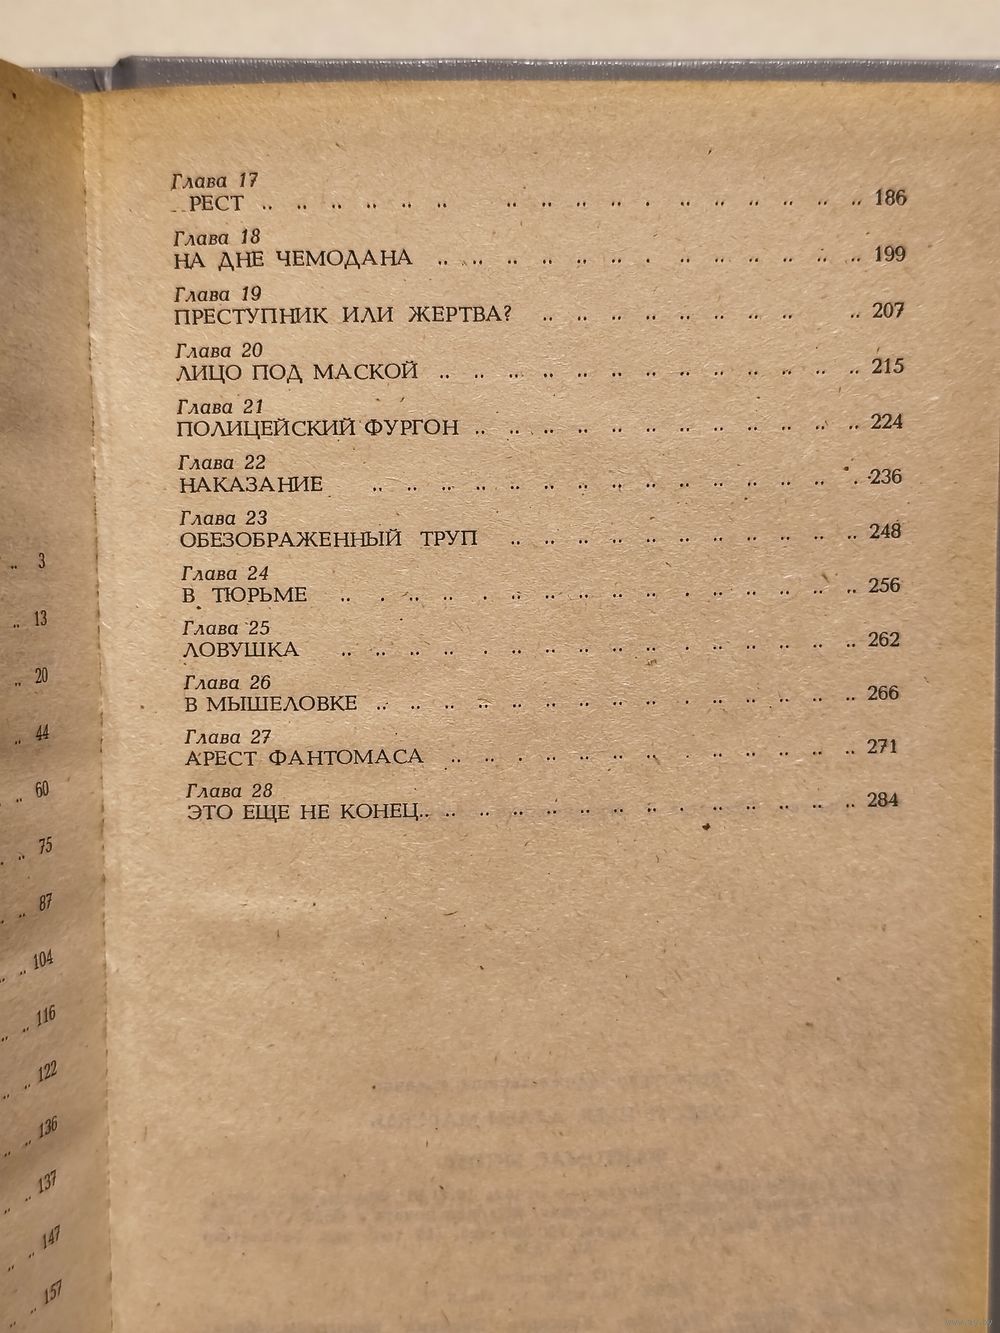 .. 3
.. 13
.. 20
.. 44
.. 60
.. 75
.. 87
.. 104
.. 116
.. 122
.. 136
.. 137
.. 147
.. 157
Глава 17
РЕСТ .. .. .. .. .. .. .. .. .. .. .. . .. .. .. .. .. .. 186
Глава 18
НА ДНЕ ЧЕМОДАНА .. .. .. .. .. .. . .. .. .. .. .. .. 199
Глава 19
ПРЕСТУПНИК ИЛИ ЖЕРТВА? .. .. .. .. .. .. .. .. .. 207
Глава 20
ЛИЦО ПОД МАСКОЙ .. .. .. .. .. .. .. .. .. .. .. .. .. 215
Глава 21
ПОЛИЦЕЙСКИЙ ФУРГОН .. .. .. .. .. .. .. .. .. .. .. .. 224
Глава 22
НАКАЗАНИЕ .. .. .. .. .. .. .. .. .. .. .. .. .. .. . 236
Глава 23
ОБЕЗОБРАЖЕННЫЙ ТРУП .. .. .. .. .. .. .. .. .. .. .. 248
Глава 24
В ТЮРЬМЕ .. . .. .. . .. .. .. .. .. . .. .. .. .. .. 256
Глава 25
ЛОВУШКА .. .. .. .. . .. .. .. .. .. . .. .. .. .. .. 262
Глава 26
В МЫШЕЛОВКЕ .. .. .. .. .. .. .. .. .. . .. .. .. .. .. 266
Глава 27
АРЕСТ ФАНТОМАСА .. .. . .. .. .. .. . .. .. .. .. .. 271
Глава 28
ЭТО ЕЩЕ НЕ КОНЕЦ.. .. .. .. .. .. .. .. . .. .. .. .. .. 284